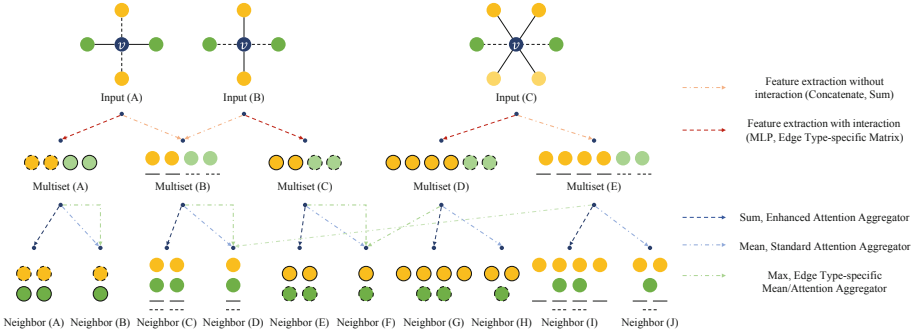 v
v
v
Input (A)
Input (B)
Input (C)
Feature extraction without
interaction (Concatenate, Sum)
Feature extraction with interaction
(MLP, Edge Type-specific Matrix)
Multiset (A)
Multiset (B)
Multiset (C)
Multiset (D)
Multiset (E)
Sum, Enhanced Attention Aggregator
Mean, Standard Attention Aggregator
Max, Edge Type-specific
Mean/Attention Aggregator
Neighbor (A)
Neighbor (B)
Neighbor (C)
Neighbor (D)
Neighbor (E)
Neighbor (F)
Neighbor (G)
Neighbor (H)
Neighbor (I)
Neighbor (J)